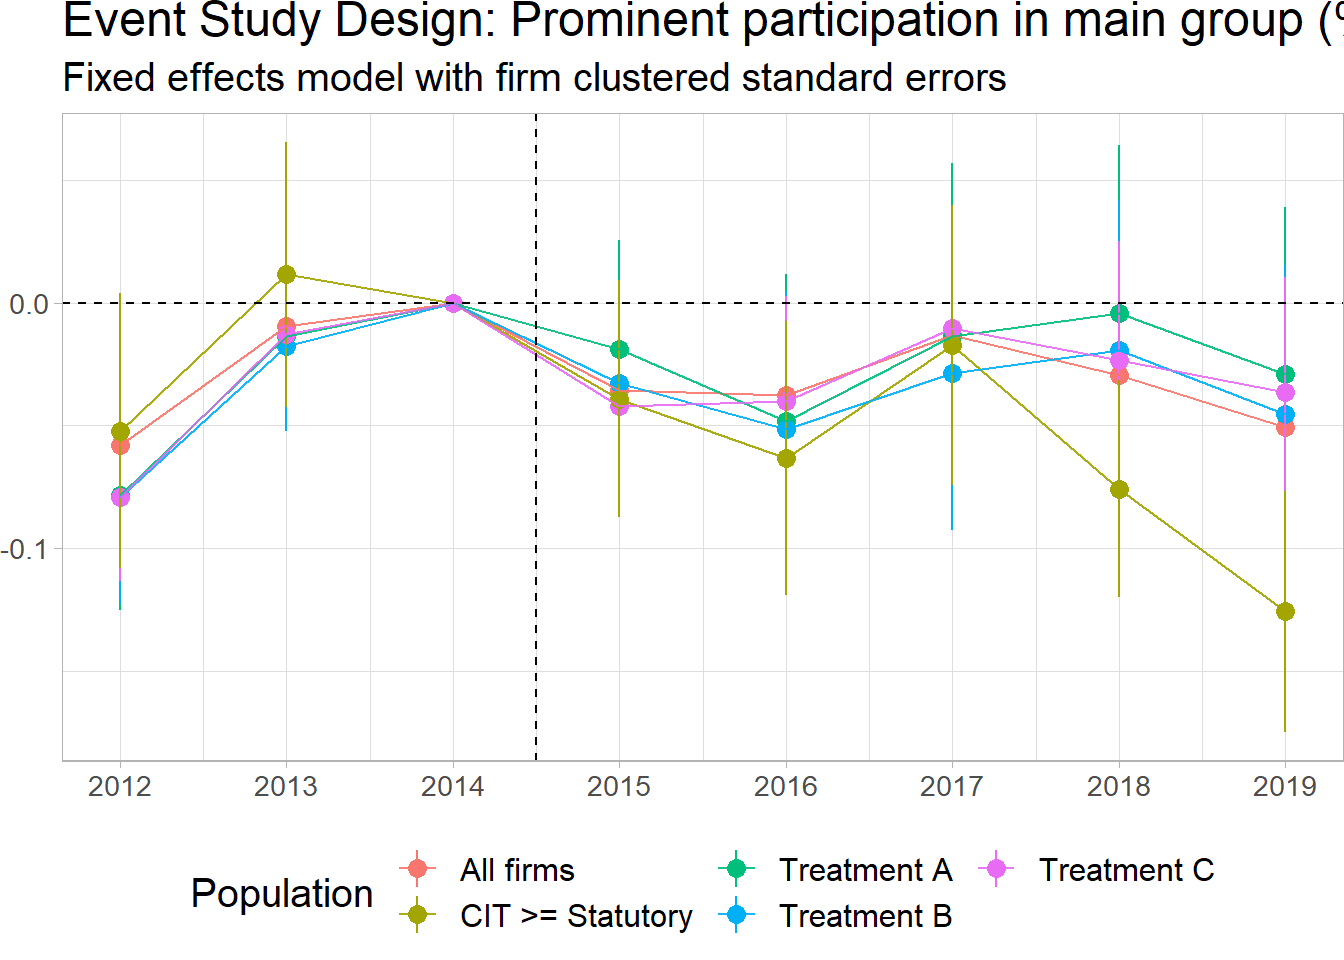 Event Study Design: Prominent participation in main group (%
Fixed effects model with firm clustered standard errors
0.0
-0.1
2012 2013 2014 2015 2016 2017 2018 2019
Population
All firms Treatment A Treatment C
CIT >= Statutory Treatment B